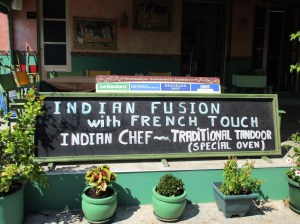 INDIAN FUSION
with FRENCH TOUCH
INDIAN CHEF ~ TRADITIONAL TANDOOR
(SPECIAL OVEN)